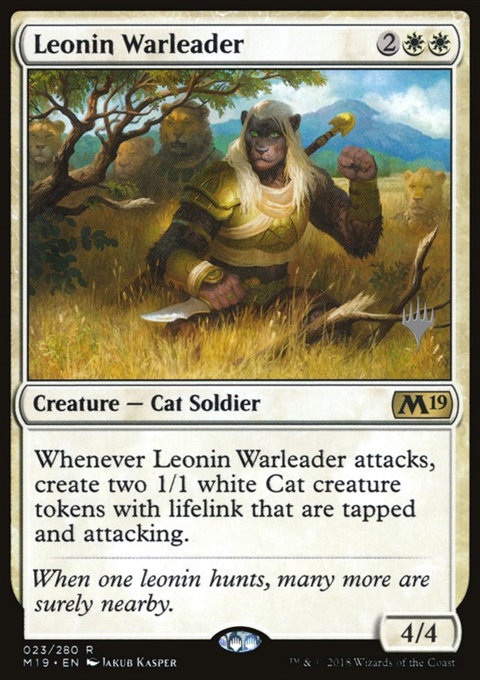 Leonin Warleader 2
Creature — Cat Soldier M19
Whenever Leonin Warleader attacks,
create two 1/1 white Cat creature
tokens with lifelink that are tapped
and attacking.
When one leonin hunts, many more are
surely nearby.
4/4
023/280 R
M19 • EN Jakub Kasper ™ & © 2018 Wizards of the Coast